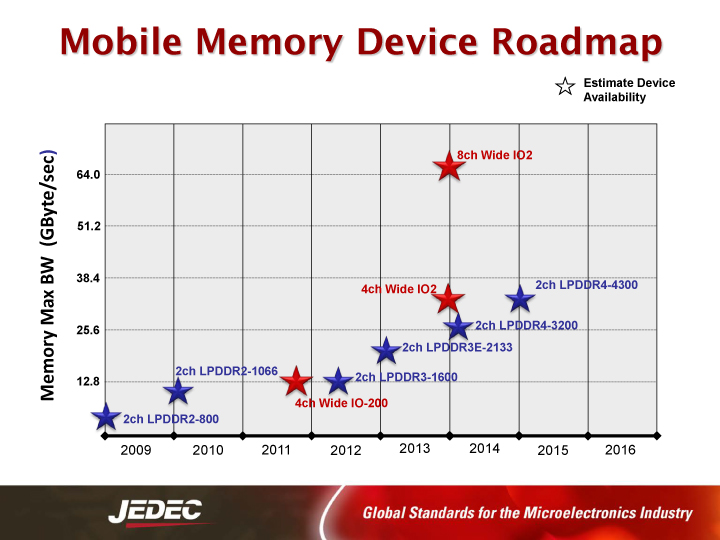 Mobile Memory Device Roadmap
Estimate Device
Availability
Memory Max BW (GByte/sec)
64.0
51.2
38.4
25.6
12.8
8ch Wide IO2
4ch Wide IO2
2ch LPDDR4-4300
2ch LPDDR4-3200
2ch LPDDR3E-2133
2ch LPDDR2-1066
2ch LPDDR3-1600
4ch Wide IO-200
2ch LPDDR2-800
2009 2010 2011 2012 2013 2014 2015 2016
JEDEC
Global Standards for the Microelectronics Industry